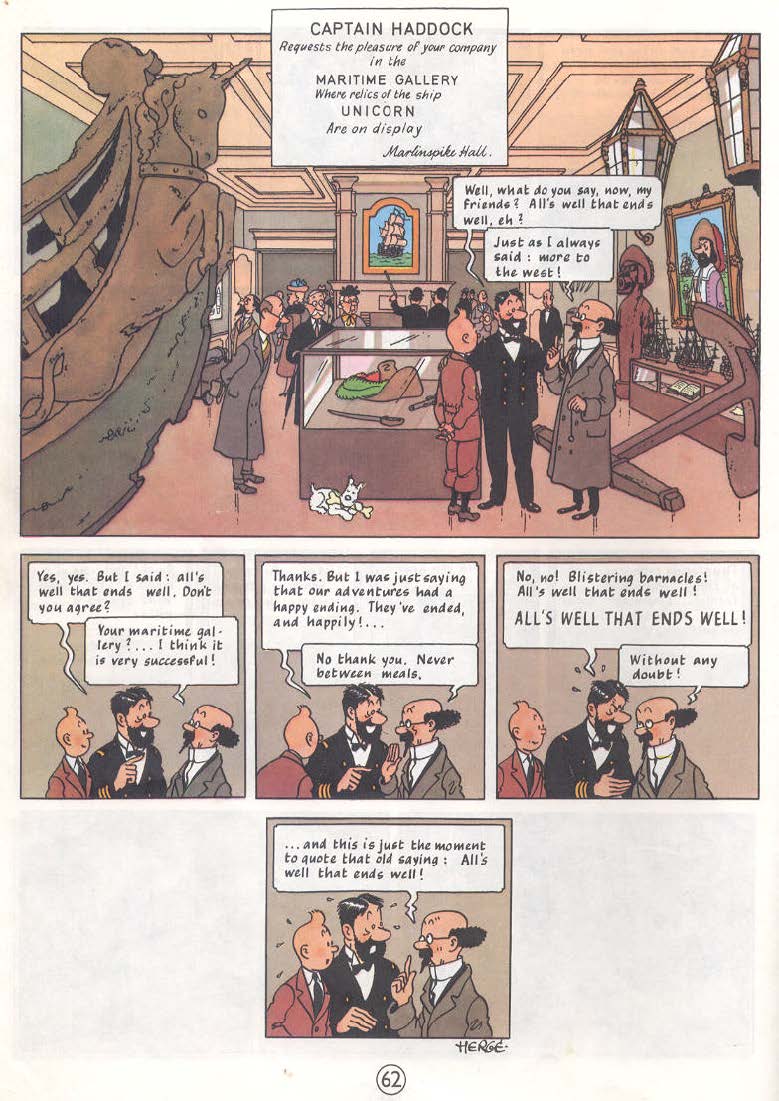 CAPTAIN HADDOCK
Requests the pleasure of your company
in the
MARITIME GALLERY
Where relics of the ship
UNICORN
Are on display
Marlinspike Hall.
Well, what do you say, now, my
friends? All's well that ends
well, eh?
Just as I always
said: more to
the west!
Yes, yes. But I said: all's
well that ends well. Don't
you agree?
Your maritime gal-
lery?... I think it
is very successful!
Thanks. But I was just saying
that our adventures had a
happy ending. They've ended,
and happily!...
No thank you. Never
between meals.
No, no! Blistering barnacles!
All's well that ends well!
ALL'S WELL THAT ENDS WELL!
Without any
doubt!
...and this is just the moment
to quote that old saying: All's
well that ends well!
HERGÉ-
62